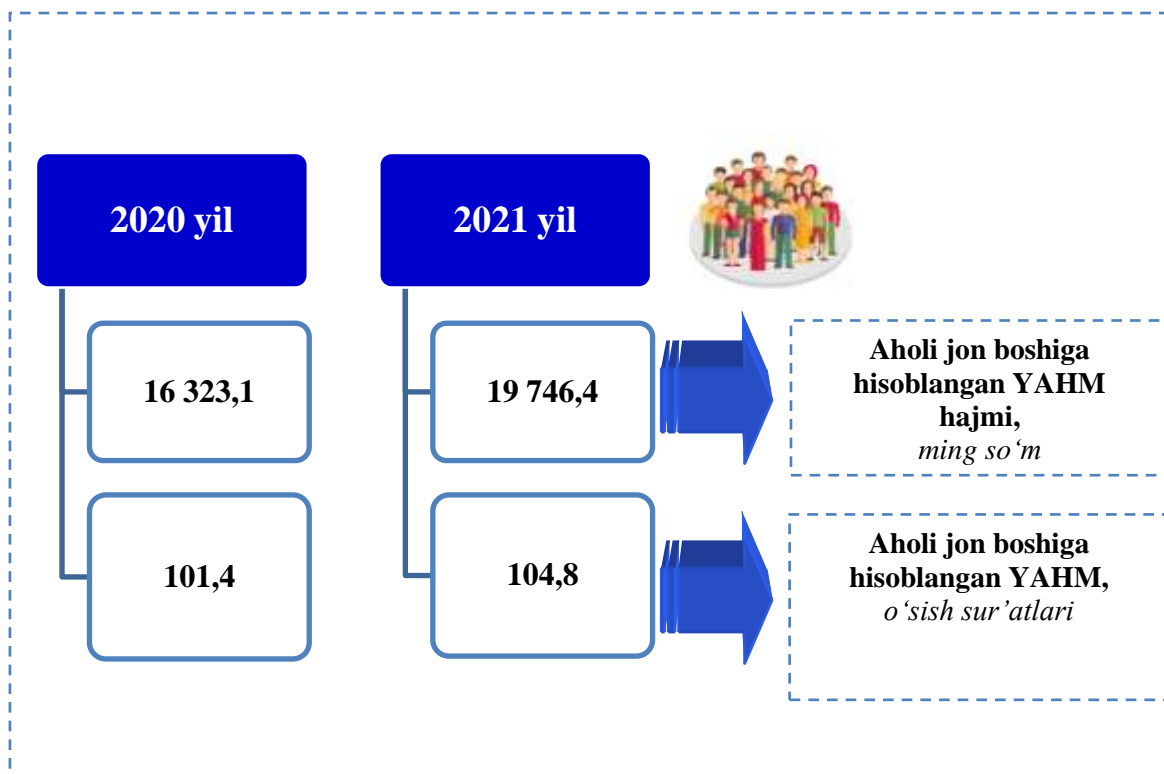 2020 yil
2021 yil
16 323,1
19 746,4
Aholi jon boshiga
hisoblangan YAHM
hajmi,
ming so‘m
101,4
104,8
Aholi jon boshiga
hisoblangan YAHM,
o‘sish sur’atlari